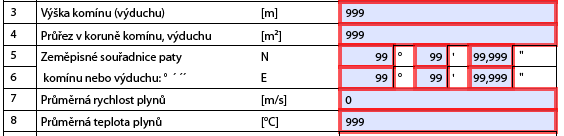 3 Výška komínu (výduchu) [m] 999
4 Průřez v koruně komínu, výduchu [m²] 999
5 Zeměpisné souřadnice paty N 99 ° 99 ' 99,999 "
6 komínu nebo výduchu: ° ´ ´´ E 99 ° 99 ' 99,999 "
7 Průměrná rychlost plynů [m/s] 0
8 Průměrná teplota plynů [°C] 999